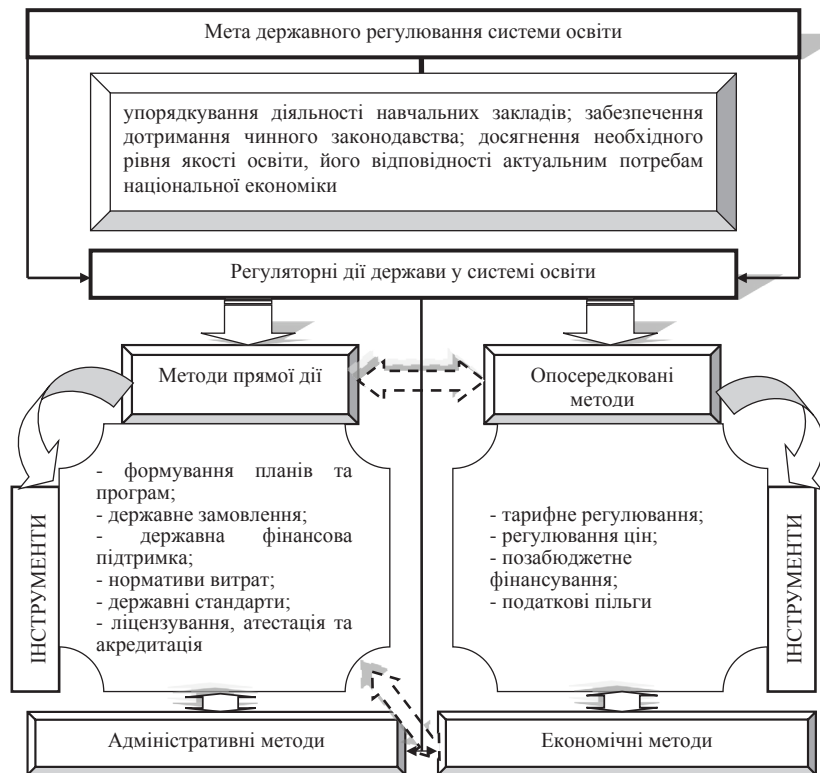 Мета державного регулювання системи освіти
упорядкування діяльності навчальних закладів; забезпечення
дотримання чинного законодавства; досягнення необхідного
рівня якості освіти, його відповідності актуальним потребам
національної економіки
Регуляторні дії держави у системі освіти
Методи прямої дії
Опосередковані
методи
ІНСТРУМЕНТИ
- формування планів та
програм;
- державне замовлення;
- державна фінансова
підтримка;
- нормативи витрат;
- державні стандарти;
- ліцензування, атестація та
акредитація
- тарифне регулювання;
- регулювання цін;
- позабюджетне
фінансування;
- податкові пільги
ІНСТРУМЕНТИ
Адміністративні методи
Економічні методи